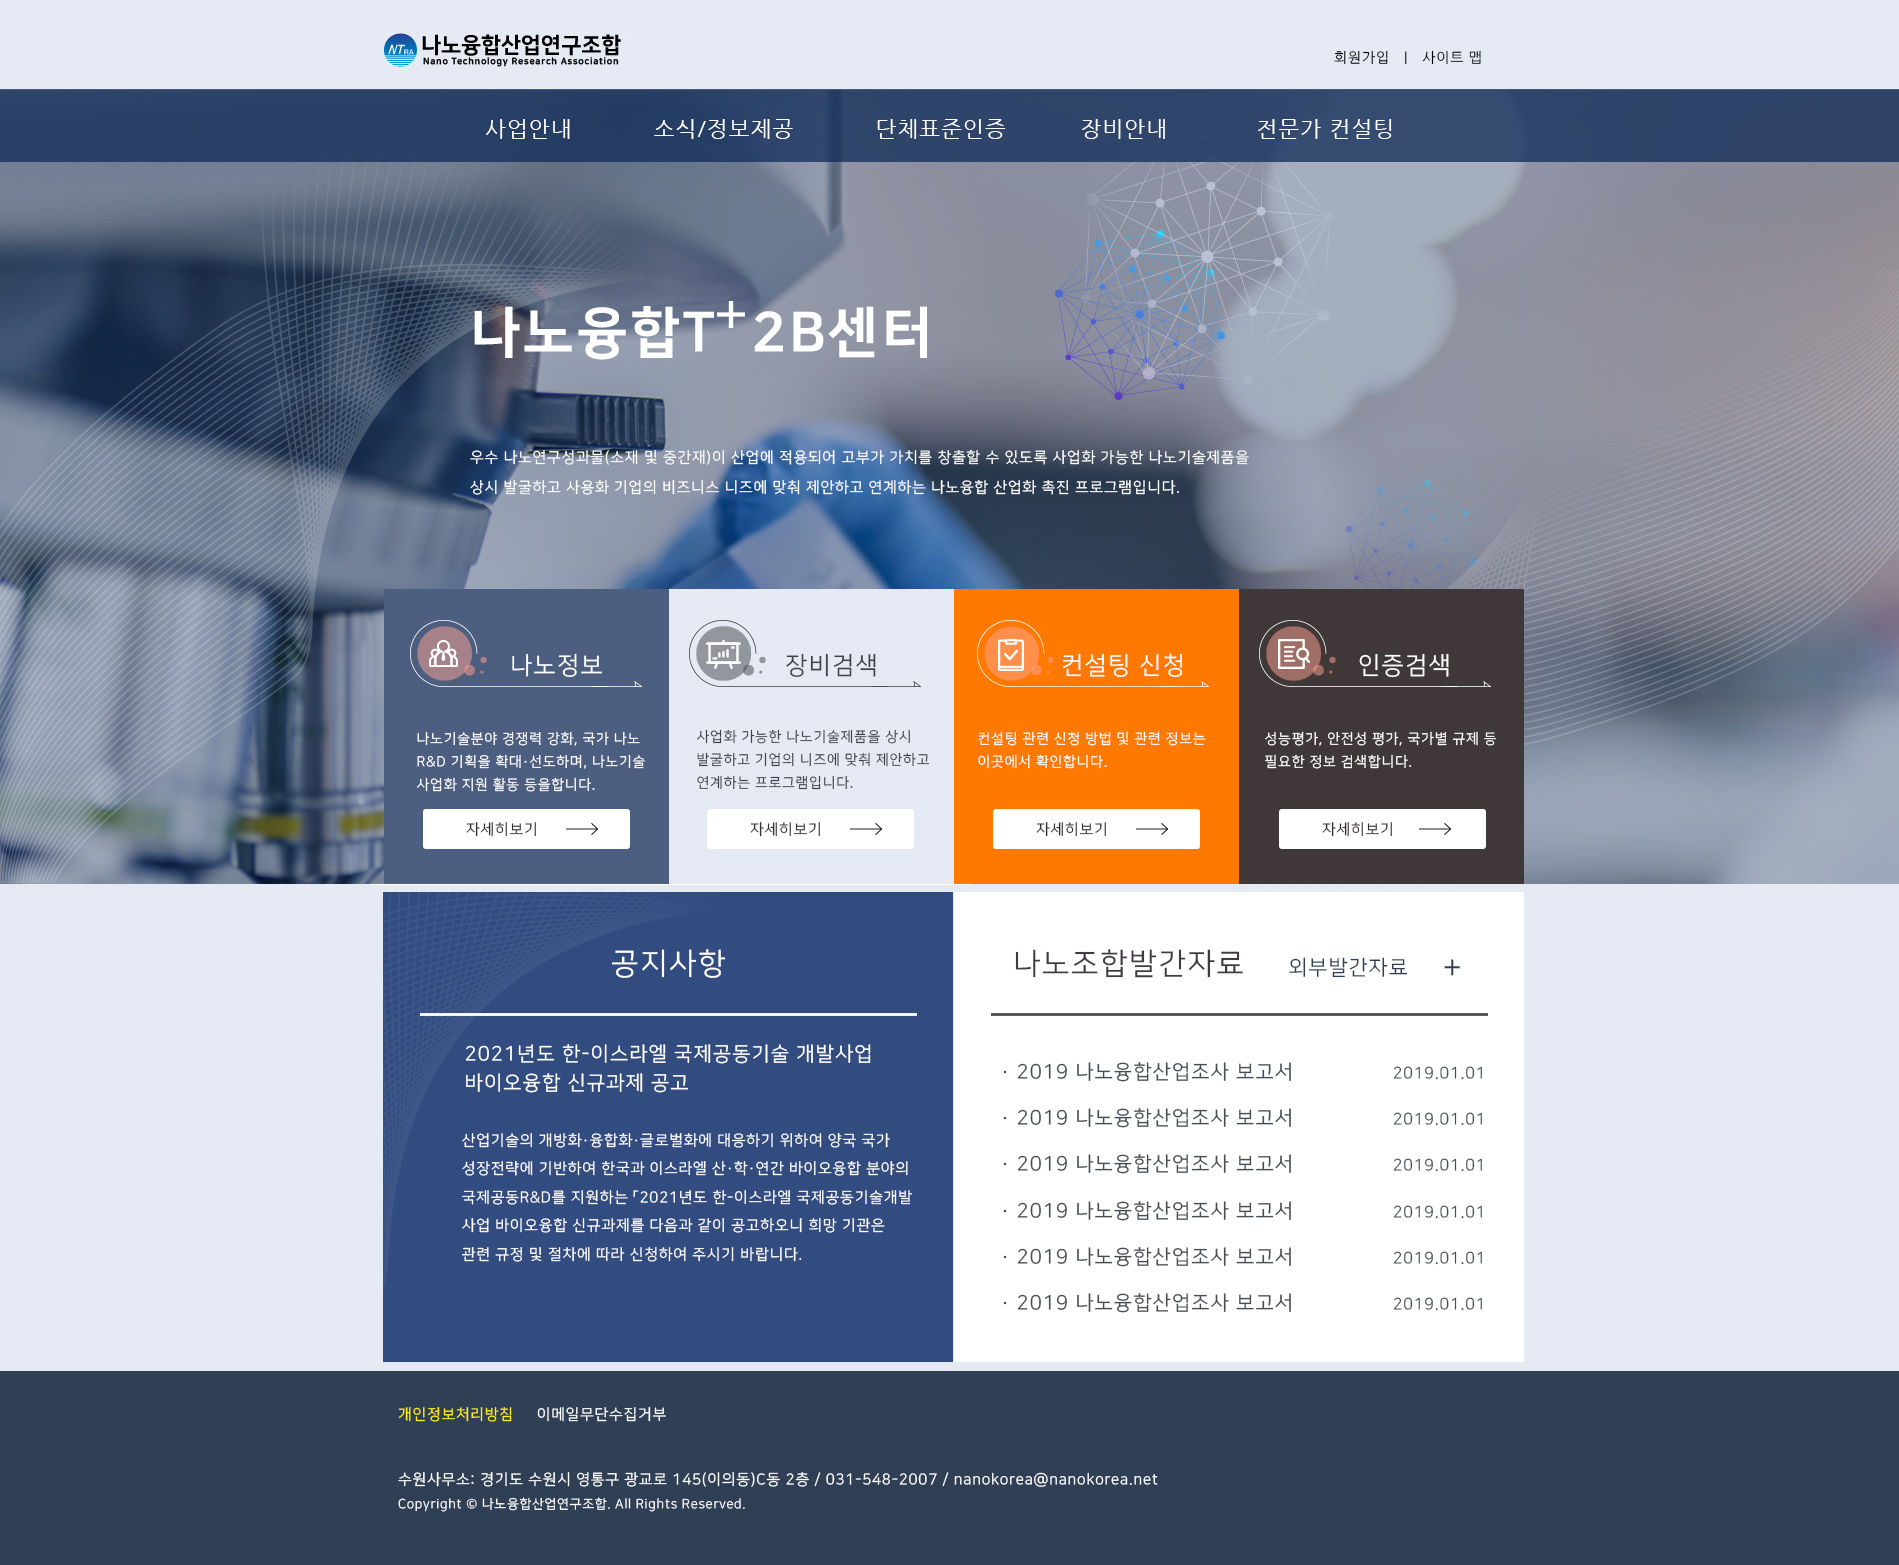 NTRA 나노융합산업연구조합
Nano Technology Research Association
회원가입 | 사이트 맵
사업안내 소식/정보제공 단체표준인증 장비안내 전문가 컨설팅
나노융합T+2B센터
우수 나노연구성과물(소재 및 중간재)이 산업에 적용되어 고부가 가치를 창출할 수 있도록 사업화 가능한 나노기술제품을
상시 발굴하고 사용화 기업의 비즈니스 니즈에 맞춰 제안하고 연계하는 나노융합 산업화 촉진 프로그램입니다.
나노정보
나노기술분야 경쟁력 강화, 국가 나노
R&D 기획을 확대·선도하며, 나노기술
사업화 지원 활동 등을합니다.
자세히보기
장비검색
사업화 가능한 나노기술제품을 상시
발굴하고 기업의 니즈에 맞춰 제안하고
연계하는 프로그램입니다.
자세히보기
컨설팅 신청
컨설팅 관련 신청 방법 및 관련 정보는
이곳에서 확인합니다.
자세히보기
인증검색
성능평가, 안전성 평가, 국가별 규제 등
필요한 정보 검색합니다.
자세히보기
공지사항
2021년도 한-이스라엘 국제공동기술 개발사업
바이오융합 신규과제 공고
산업기술의 개방화·융합화·글로벌화에 대응하기 위하여 양국 국가
성장전략에 기반하여 한국과 이스라엘 산·학·연간 바이오융합 분야의
국제공동R&D를 지원하는 「2021년도 한-이스라엘 국제공동기술개발
사업 바이오융합 신규과제를 다음과 같이 공고하오니 희망 기관은
관련 규정 및 절차에 따라 신청하여 주시기 바랍니다.
나노조합발간자료 외부발간자료 +
· 2019 나노융합산업조사 보고서 2019.01.01
· 2019 나노융합산업조사 보고서 2019.01.01
· 2019 나노융합산업조사 보고서 2019.01.01
· 2019 나노융합산업조사 보고서 2019.01.01
· 2019 나노융합산업조사 보고서 2019.01.01
· 2019 나노융합산업조사 보고서 2019.01.01
개인정보처리방침 이메일무단수집거부
수원사무소: 경기도 수원시 영통구 광교로 145(이의동)C동 2층 / 031-548-2007 / nanokorea@nanokorea.net
Copyright © 나노융합산업연구조합. All Rights Reserved.